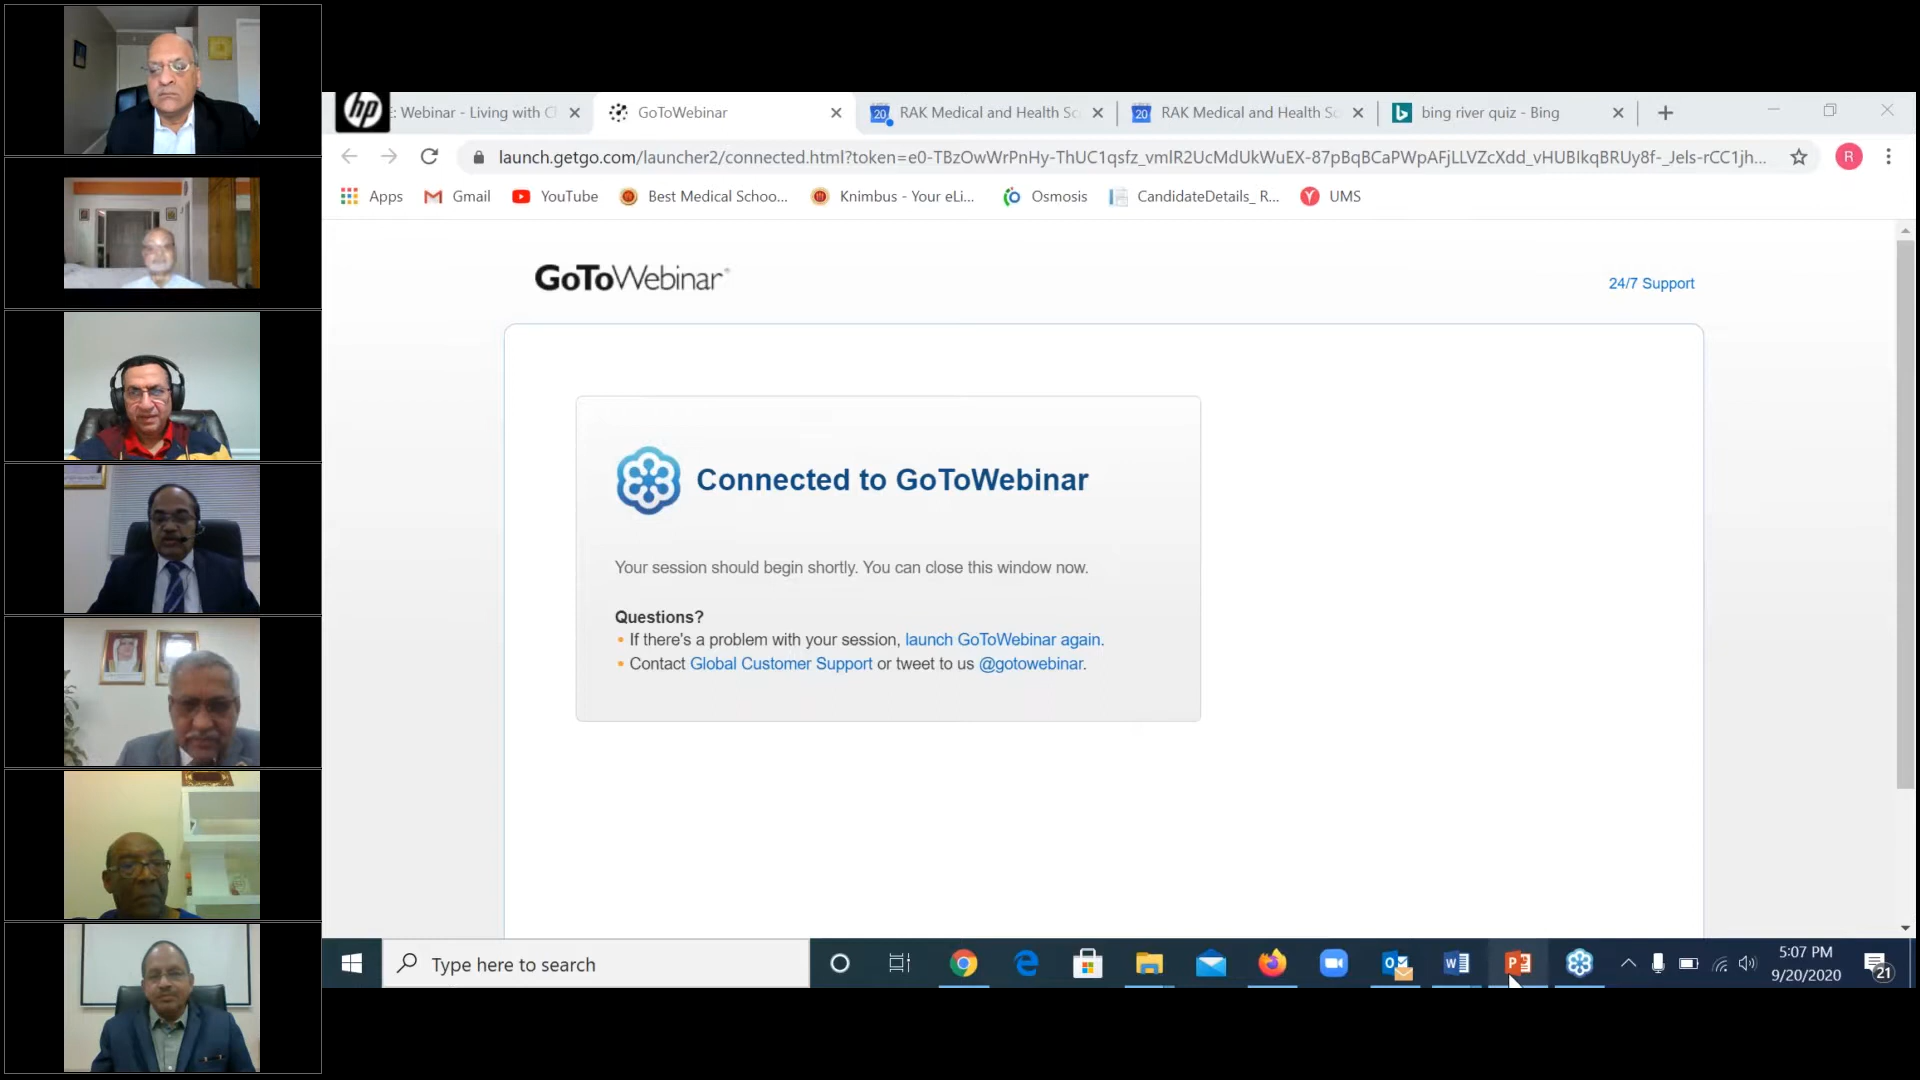 hp
: Webinar - Living with C
GoToWebinar
20 RAK Medical and Health Sc
20 RAK Medical and Health Sc
bing river quiz - Bing
launch.getgo.com/launcher2/connected.html?token=e0-TBzOwWrPnHy-ThUC1qsfz_vmlR2UcMdUkWuEX-87pBqBCaPWpAFjLLVZcXdd_vHUBIkqBRUy8f-_Jels-rCC1jh...
R
Apps
Gmail
YouTube
Best Medical Schoo...
Knimbus - Your eLi...
Osmosis
CandidateDetails_ R...
UMS
GoToWebinar
24/7 Support
Connected to GoToWebinar
Your session should begin shortly. You can close this window now.
Questions?
• If there's a problem with your session, launch GoToWebinar again.
• Contact Global Customer Support or tweet to us @gotowebinar.
Type here to search
5:07 PM
9/20/2020
21